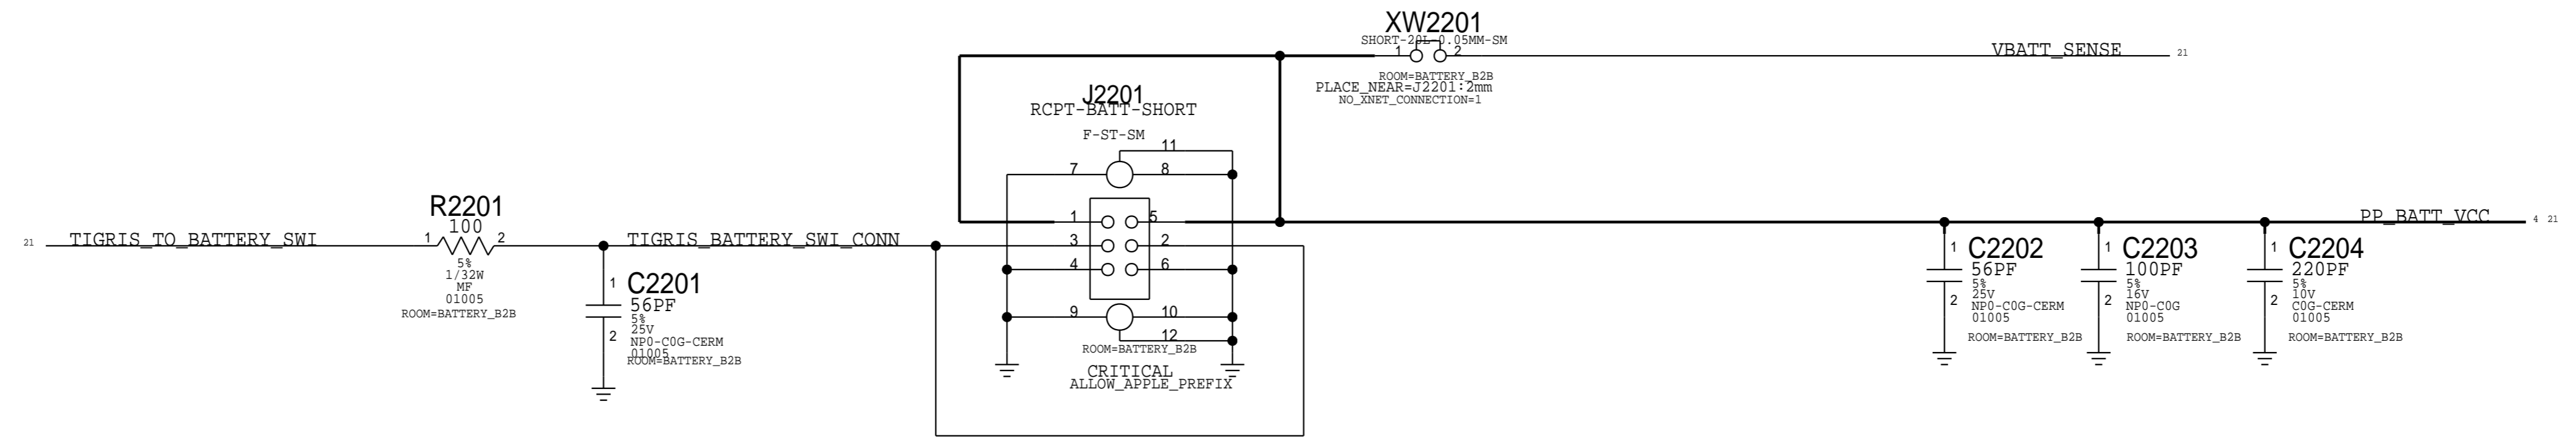 XW2201
SHORT-20L-0.05MM-SM
1 2
VBATT_SENSE 21
ROOM=BATTERY_B2B
PLACE_NEAR=J2201:2mm
NO_XNET_CONNECTION=1
J2201
RCPT-BATT-SHORT
F-ST-SM
11
7 8
1 5
3 2
4 6
9 10
12
ROOM=BATTERY_B2B
CRITICAL
ALLOW_APPLE_PREFIX
21 TIGRIS_TO_BATTERY_SWI
R2201
100
1 2
5%
1/32W
MF
01005
ROOM=BATTERY_B2B
TIGRIS_BATTERY_SWI_CONN
1
C2201
56PF
5%
25V
2
NP0-C0G-CERM
01005
ROOM=BATTERY_B2B
PP_BATT_VCC 4 21
1
C2202
56PF
5%
25V
2
NP0-C0G-CERM
01005
ROOM=BATTERY_B2B
1
C2203
100PF
5%
16V
2
NP0-C0G
01005
ROOM=BATTERY_B2B
1
C2204
220PF
5%
10V
2
C0G-CERM
01005
ROOM=BATTERY_B2B